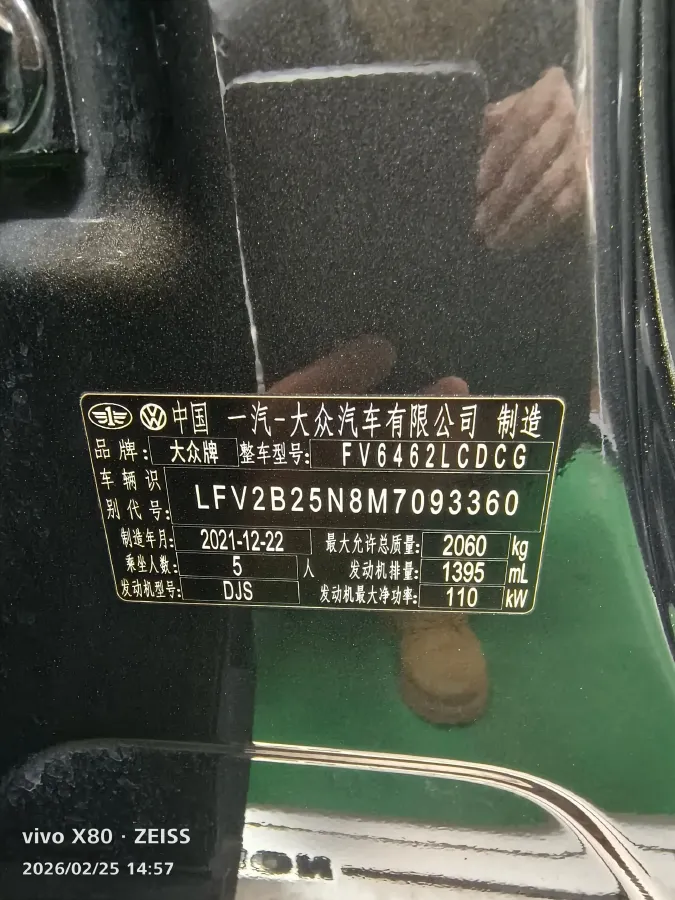 中国 一汽-大众汽车有限公司 制造
品牌: 大众牌 整车型号: FV6462LCDCG
车辆识别代号: LFV2B25N8M7093360
制造年月: 2021-12-22 最大允许总质量: 2060 kg
乘坐人数: 5 人 发动机排量: 1395 mL
发动机型号: DJS 发动机最大净功率: 110 kW
vivo X80 · ZEISS
2026/02/25 14:57